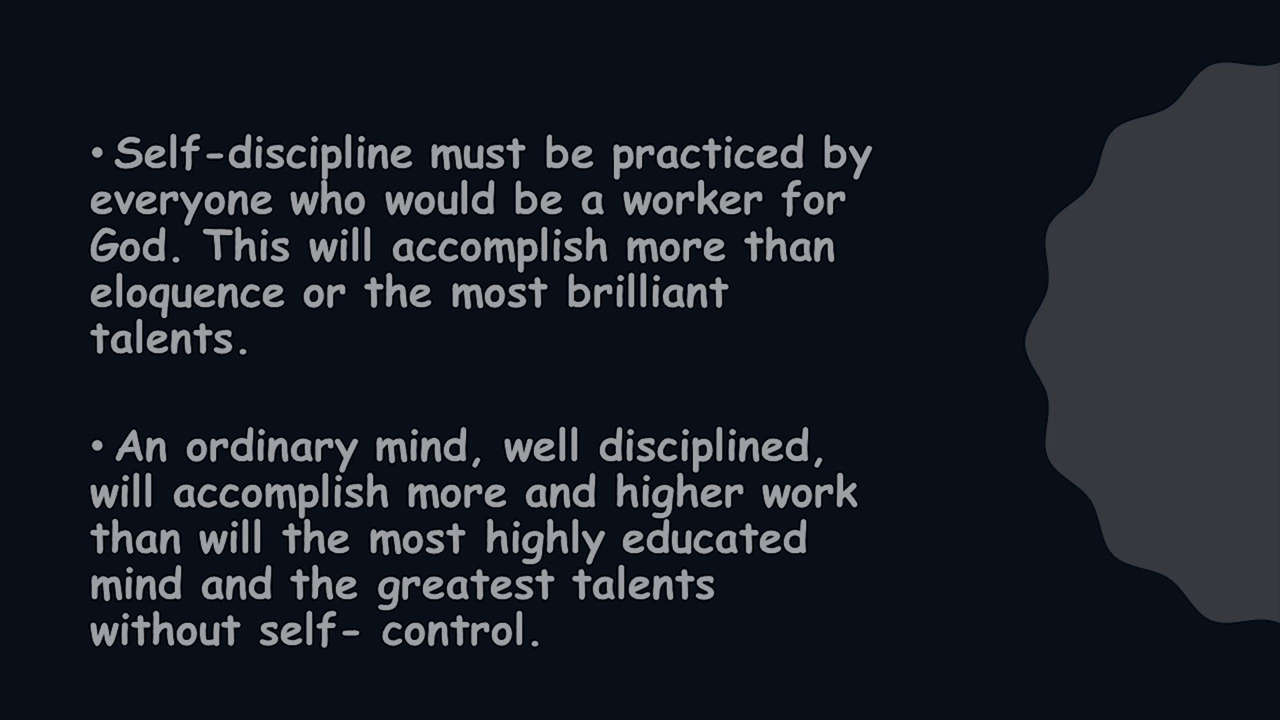 • Self-discipline must be practiced by
everyone who would be a worker for
God. This will accomplish more than
eloquence or the most brilliant
talents.
• An ordinary mind, well disciplined,
will accomplish more and higher work
than will the most highly educated
mind and the greatest talents
without self- control.